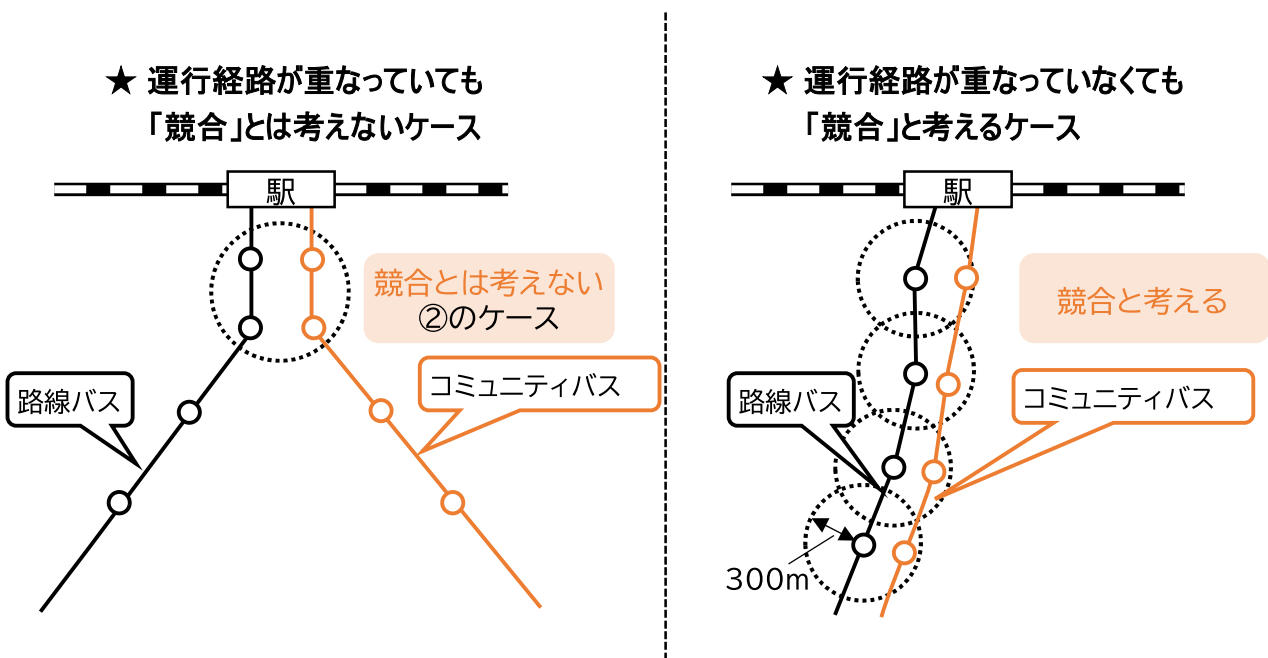 ★ 運行経路が重なっていても
「競合」とは考えないケース
駅
競合とは考えない
②のケース
路線バス
コミュニティバス
★ 運行経路が重なっていなくても
「競合」と考えるケース
駅
競合と考える
路線バス
コミュニティバス
300m